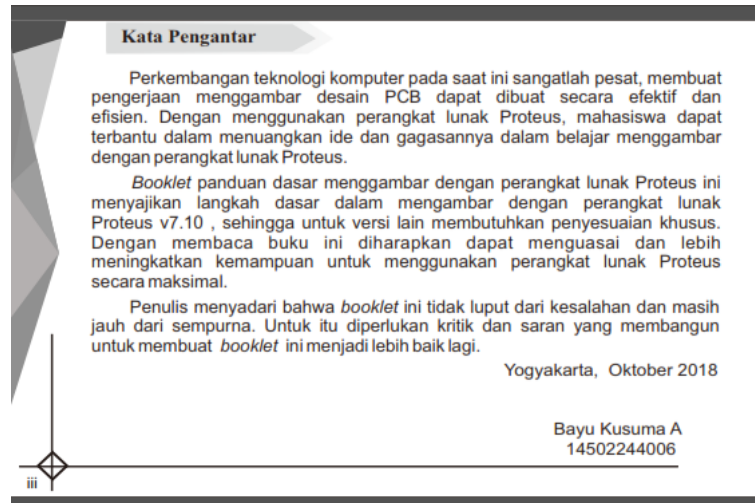 Kata Pengantar
Perkembangan teknologi komputer pada saat ini sangatlah pesat, membuat
pengerjaan menggambar desain PCB dapat dibuat secara efektif dan
efisien. Dengan menggunakan perangkat lunak Proteus, mahasiswa dapat
terbantu dalam menuangkan ide dan gagasannya dalam belajar menggambar
dengan perangkat lunak Proteus.
Booklet panduan dasar menggambar dengan perangkat lunak Proteus ini
menyajikan langkah dasar dalam mengambar dengan perangkat lunak
Proteus v7.10 , sehingga untuk versi lain membutuhkan penyesuaian khusus.
Dengan membaca buku ini diharapkan dapat menguasai dan lebih
meningkatkan kemampuan untuk menggunakan perangkat lunak Proteus
secara maksimal.
Penulis menyadari bahwa booklet ini tidak luput dari kesalahan dan masih
jauh dari sempurna. Untuk itu diperlukan kritik dan saran yang membangun
untuk membuat booklet ini menjadi lebih baik lagi.
Yogyakarta, Oktober 2018
Bayu Kusuma A
14502244006
iii